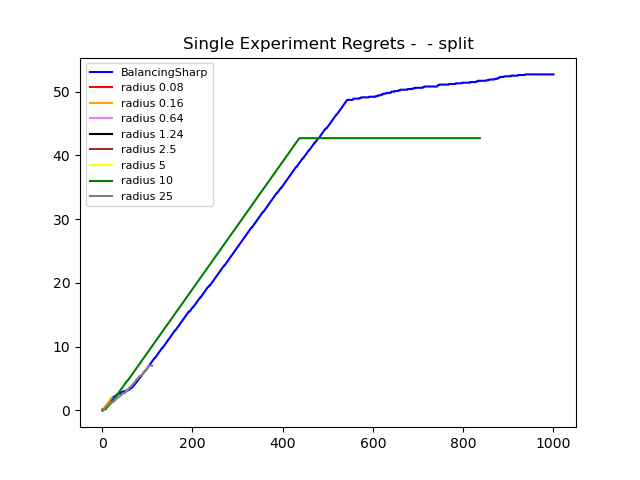 Single Experiment Regrets -  - split
BalancingSharp
radius 0.08
radius 0.16
radius 0.64
radius 1.24
radius 2.5
radius 5
radius 10
radius 25
50
40
30
20
10
0
0 200 400 600 800 1000